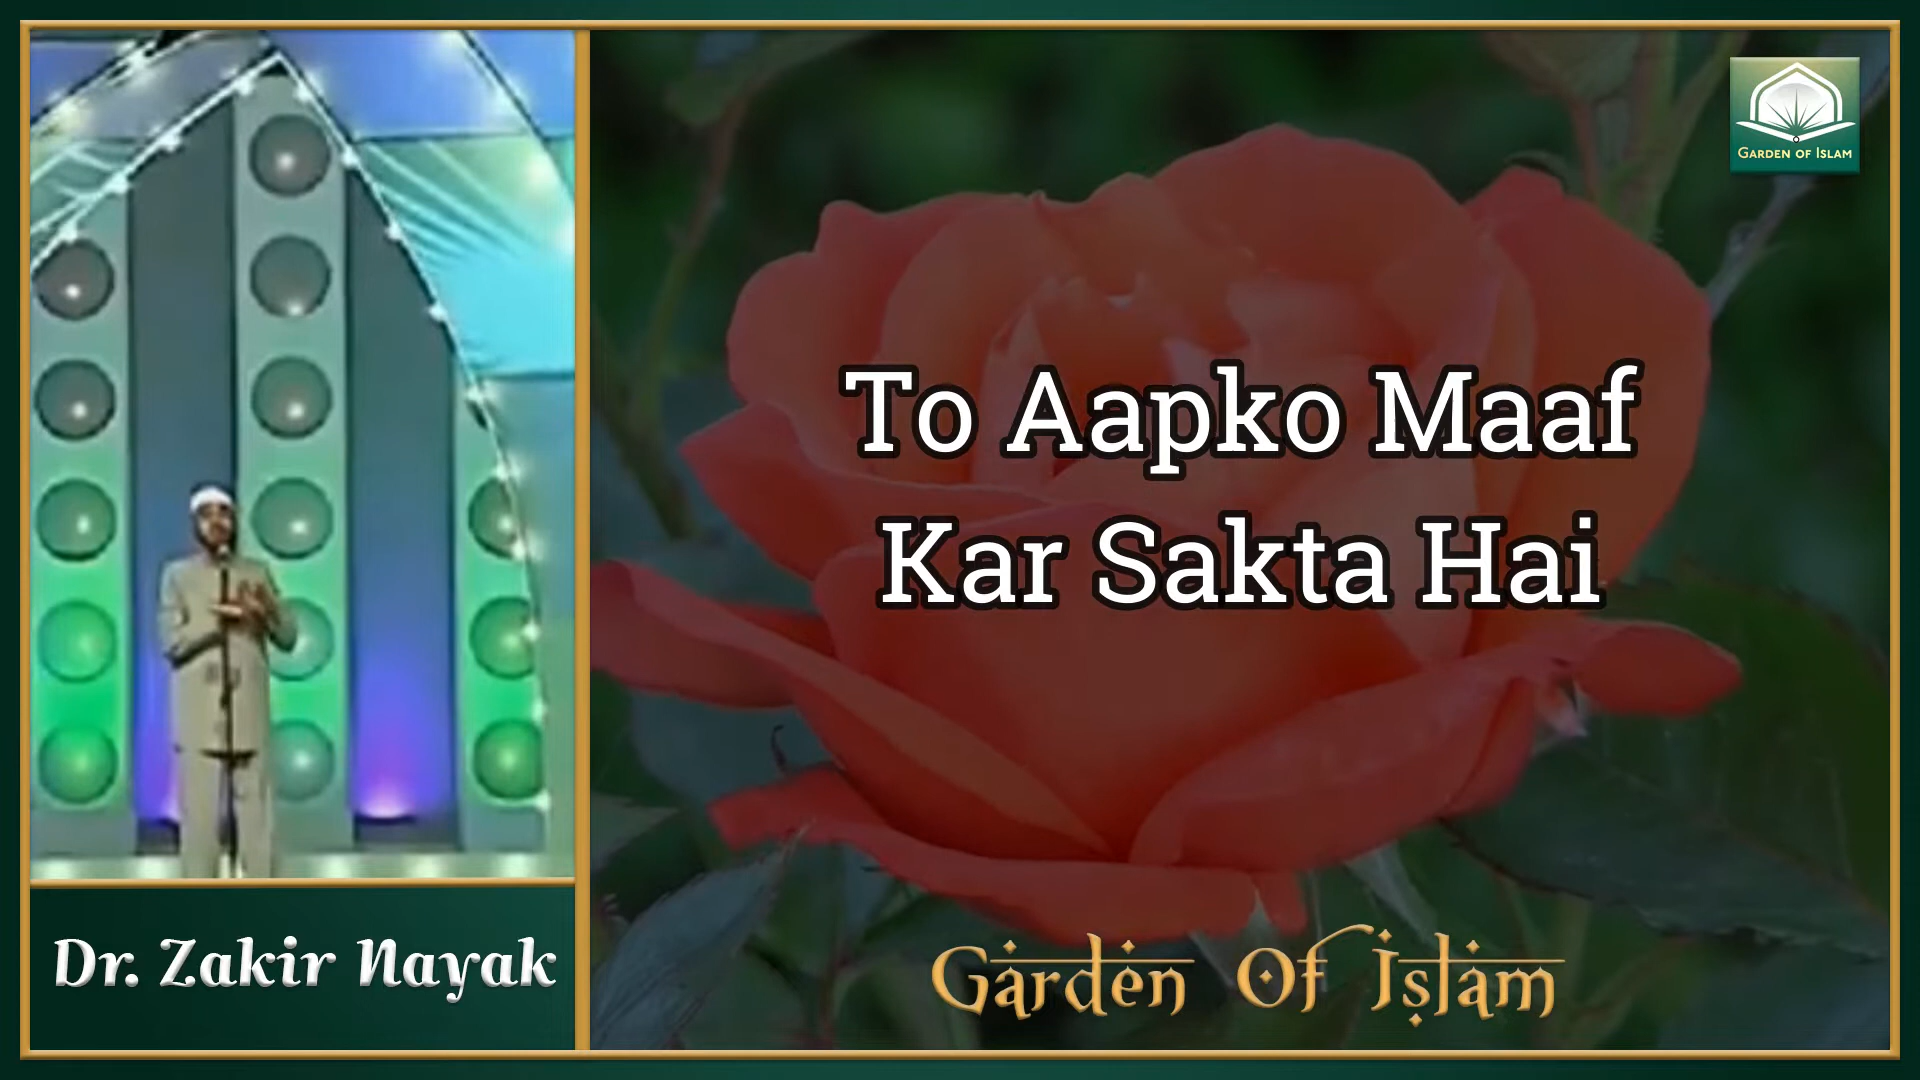 GARDEN OF ISLAM
To Aapko Maaf
Kar Sakta Hai
Dr. Zakir Nayak
Garden Of Islam